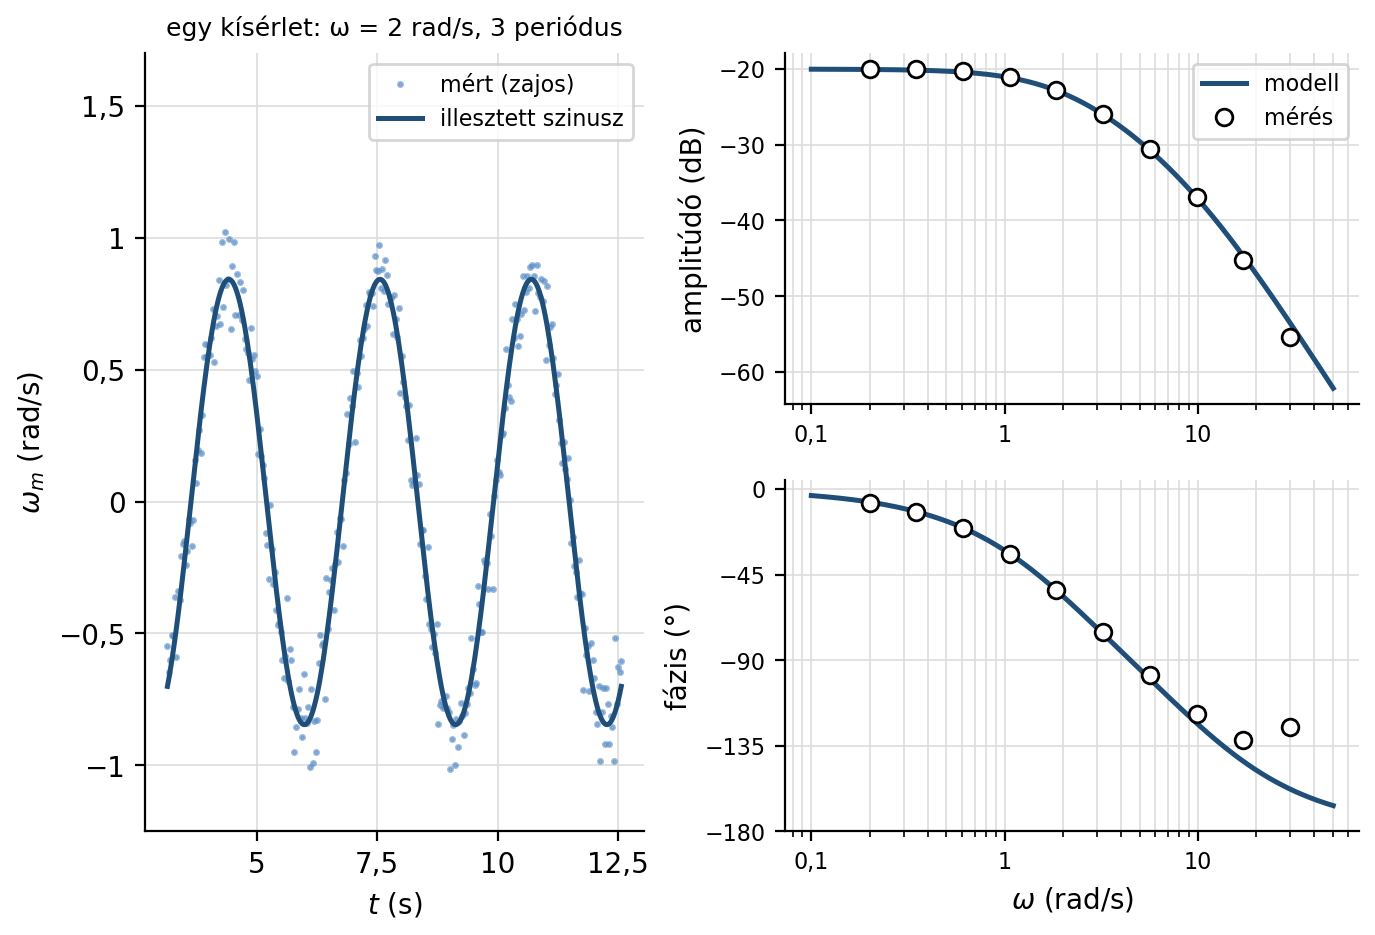 egy kísérlet: ω = 2 rad/s, 3 periódus
mért (zajos)
illesztett szinusz
1,5
1
0,5
0
−0,5
−1
ωm (rad/s)
5
7,5
10
12,5
t (s)
modell
mérés
−20
−30
−40
−50
−60
amplitúdó (dB)
0,1
1
10
0
−45
−90
−135
−180
fázis (°)
0,1
1
10
ω (rad/s)